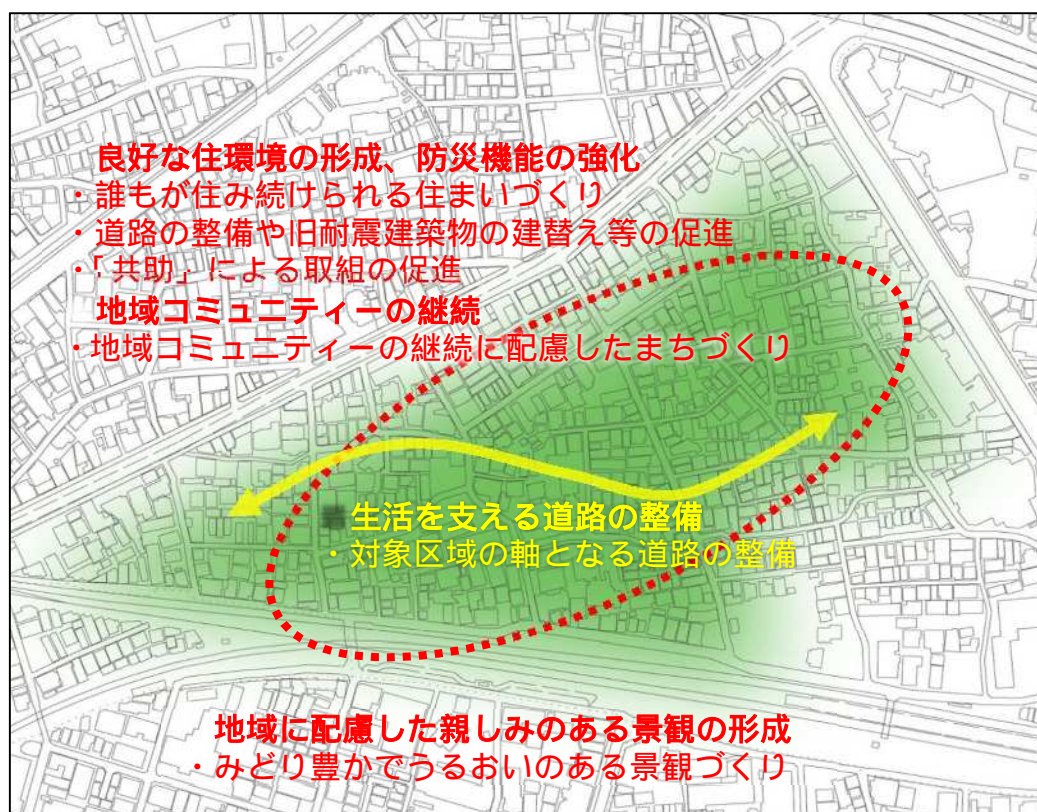 良好な住環境の形成、防災機能の強化
・誰もが住み続けられる住まいづくり
・道路の整備や旧耐震建築物の建替え等の促進
・「共助」による取組の促進
地域コミュニティーの継続
・地域コミュニティーの継続に配慮したまちづくり
■生活を支える道路の整備
・対象区域の軸となる道路の整備
地域に配慮した親しみのある景観の形成
・みどり豊かでうるおいのある景観づくり